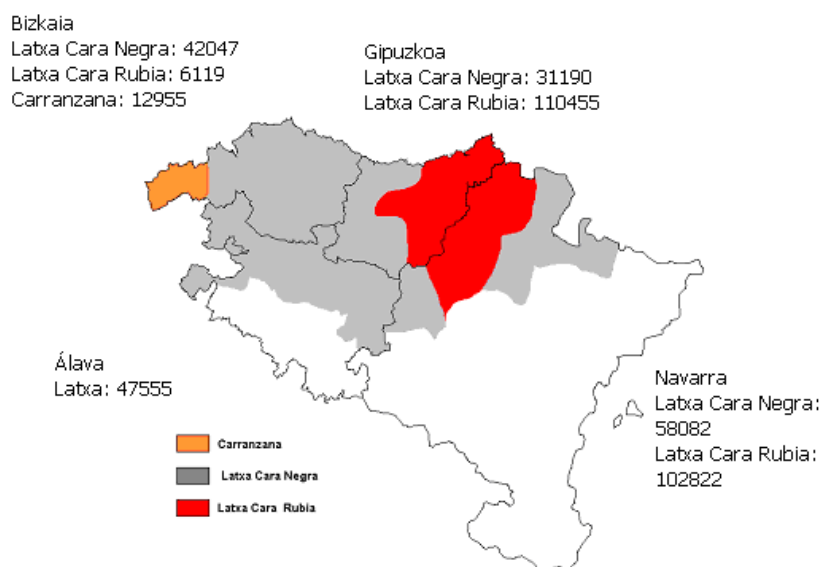 Bizkaia
Latxa Cara Negra: 42047
Latxa Cara Rubia: 6119
Carranzana: 12955
Gipuzkoa
Latxa Cara Negra: 31190
Latxa Cara Rubia: 110455
Álava
Latxa: 47555
Navarra
Latxa Cara Negra:
58082
Latxa Cara Rubia:
102822
Carranzana
Latxa Cara Negra
Latxa Cara Rubia